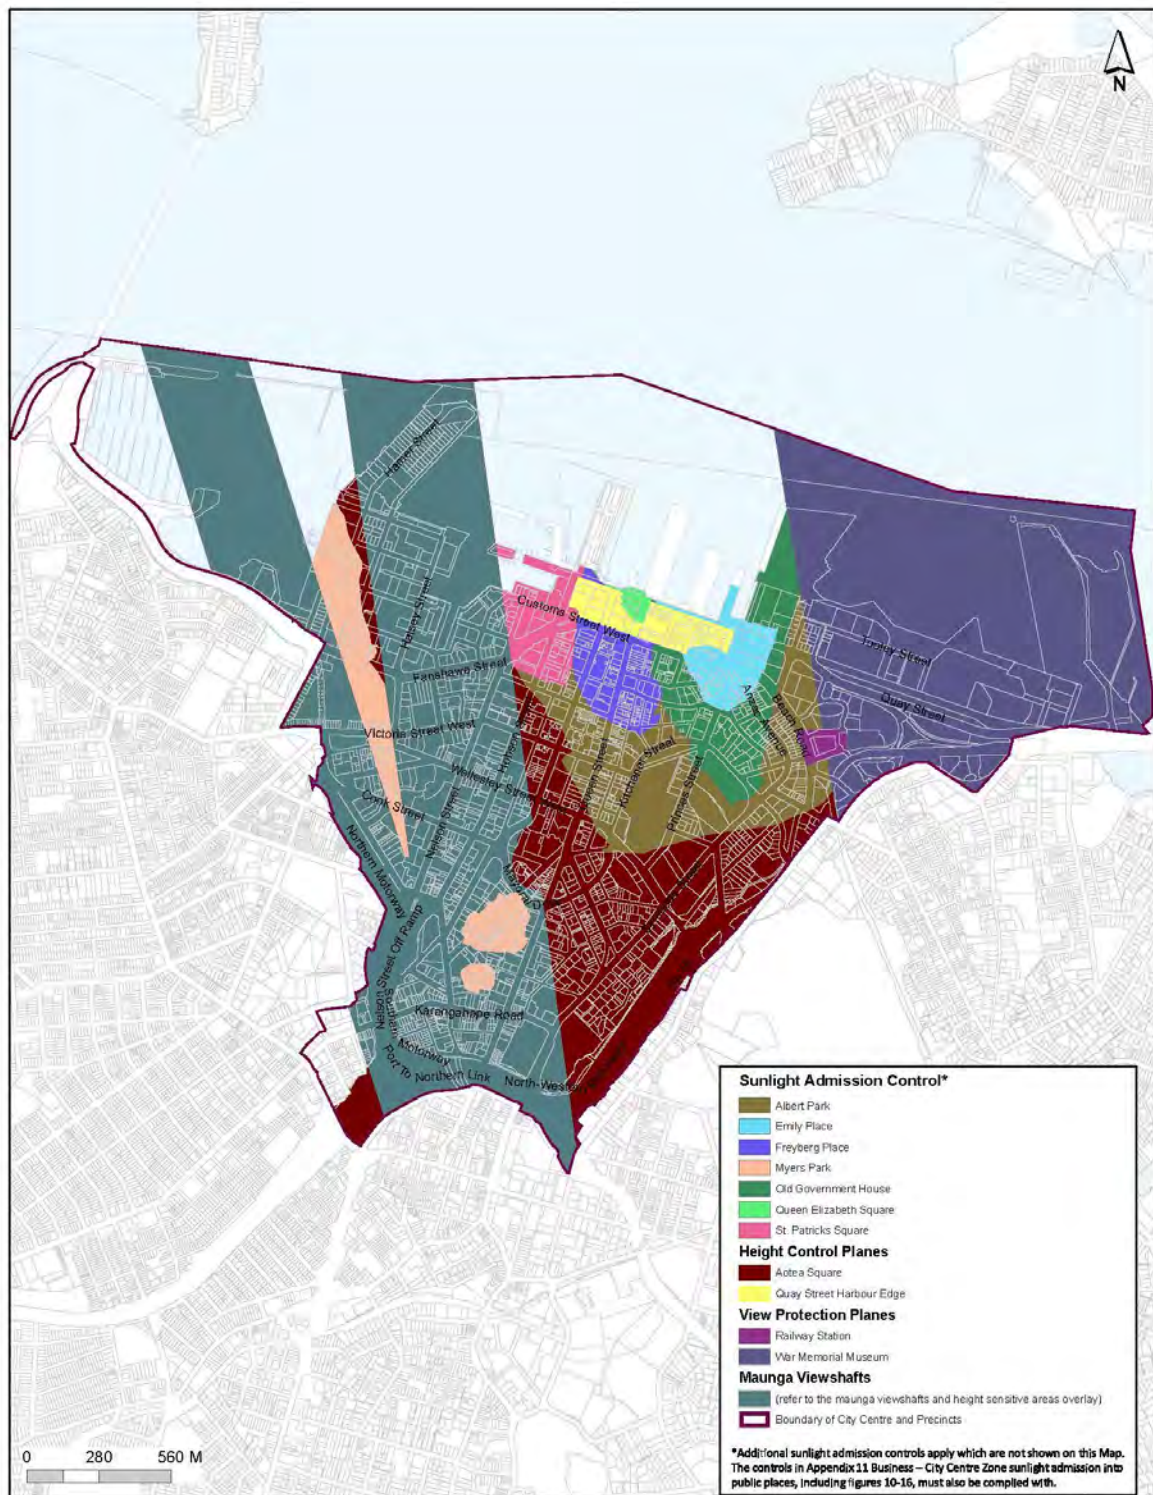 N
Hamer Street
Halsey Street
Customs Street West
Fanshawe Street
Tooley Street
Quay Street
Anzac Avenue
Beach Road
Victoria Street West
Hobson
Wellesley Street
Queen Street
Kitchener Street
Princes Street
Cook Street
Nelson Street
Northern Motorway
Mayoral D
Nelson Street Off Ramp
Karangahape Road
Southern Motorway
Port To Northern Link
North-Western
0 280 560 M
Sunlight Admission Control*
Albert Park
Emily Place
Freyberg Place
Myers Park
Old Government House
Queen Elizabeth Square
St. Patricks Square
Height Control Planes
Aotea Square
Quay Street Harbour Edge
View Protection Planes
Railway Station
War Memorial Museum
Maunga Viewshafts
(refer to the maunga viewshafts and height sensitive areas overlay)
Boundary of City Centre and Precincts
*Additional sunlight admission controls apply which are not shown on this Map.
The controls in Appendix 11 Business – City Centre Zone sunlight admission into
public places, including figures 10-16, must also be complied with.